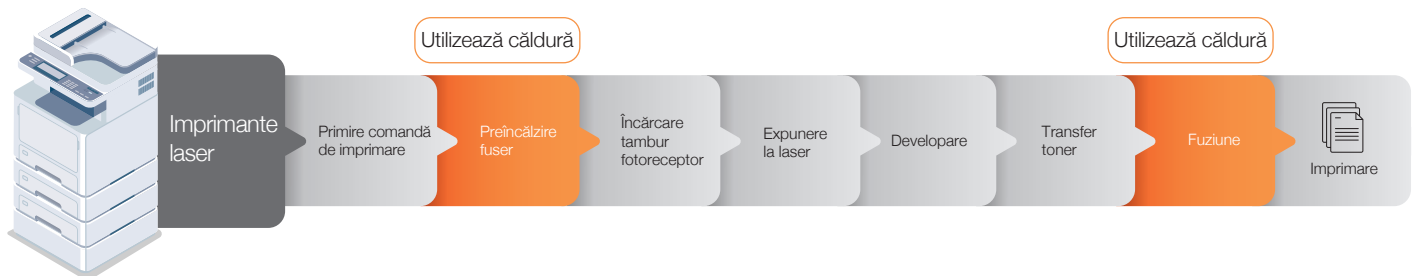 Utilizează căldură
Utilizează căldură
Imprimante
laser
Primire comandă
de imprimare
Preîncălzire
fuser
Încărcare
tambur
fotoreceptor
Expunere
la laser
Developare
Transfer
toner
Fuziune
Imprimare